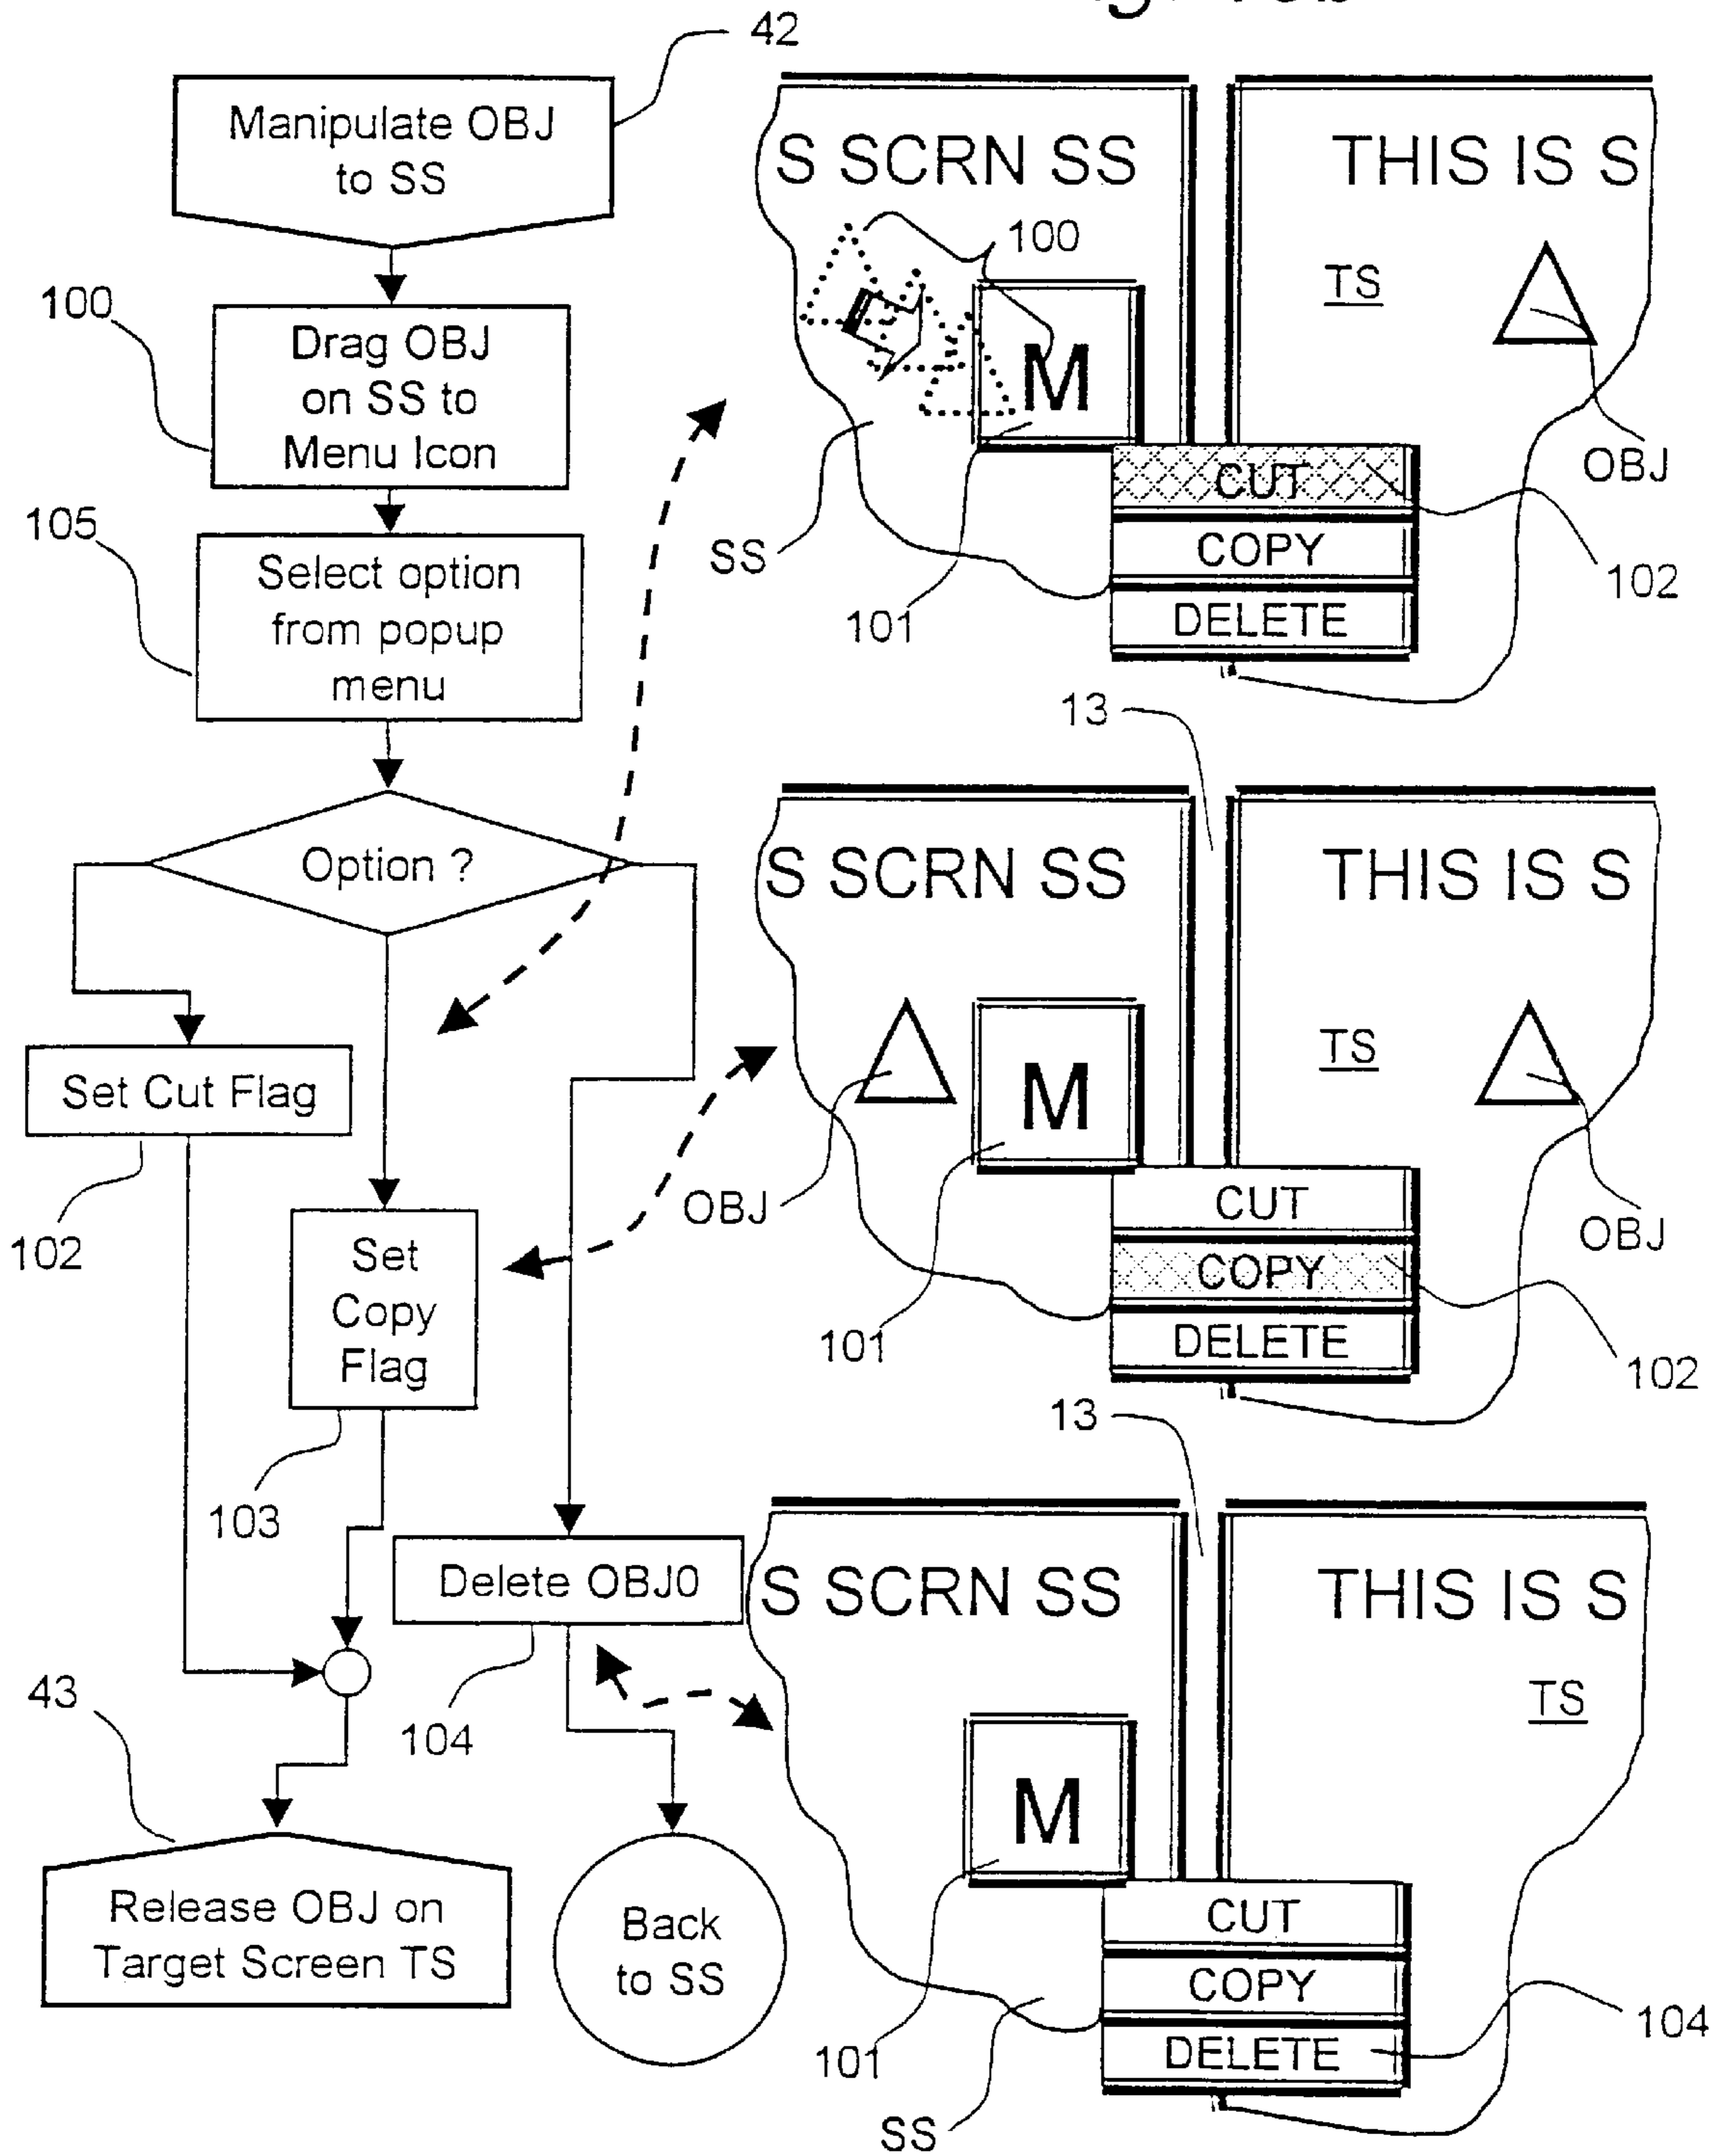 42
Manipulate OBJ
to SS
100
Drag OBJ
on SS to
Menu Icon
105
Select option
from popup
menu
Option ?
Set Cut Flag
102
Set
Copy
Flag
103
Delete OBJ0
104
43
Release OBJ on
Target Screen TS
Back
to SS
S SCRN SS
THIS IS S
100
TS
M
OBJ
CUT
SS
COPY
102
101
DELETE
13
S SCRN SS
THIS IS S
TS
M
OBJ
CUT
OBJ
COPY
101
DELETE
102
13
S SCRN SS
THIS IS S
TS
M
CUT
COPY
104
101
DELETE
SS